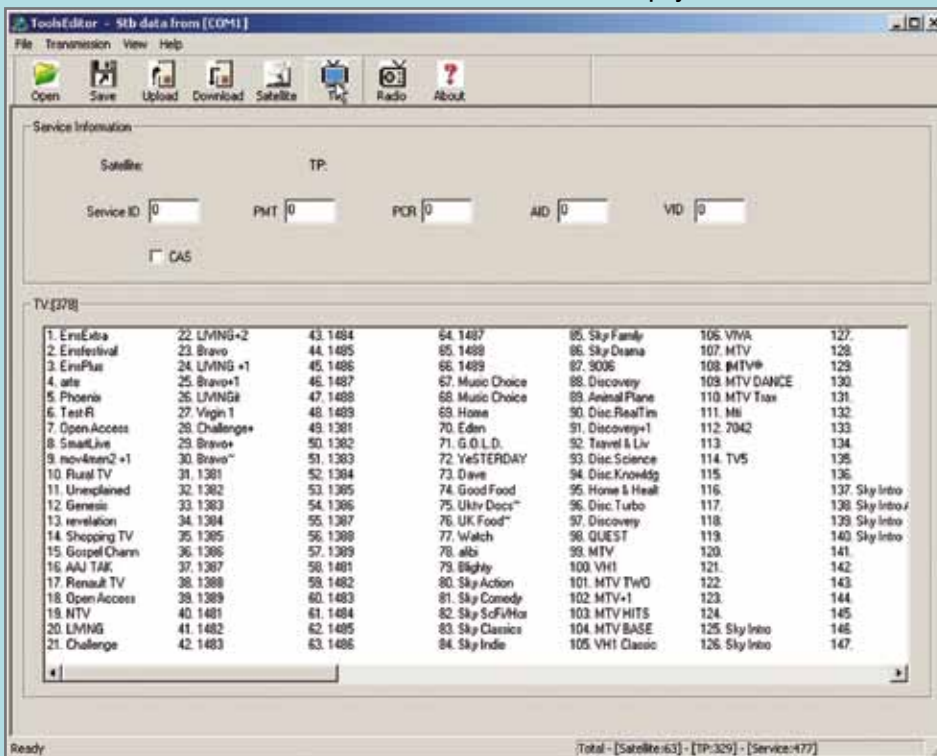 ToolsEditor - Stb data from [COM1]
File Transmission View Help
Open Save Upload Download Satellite TV Radio About
Service Information
Satellite: TP:
Service ID 0 PMT 0 PCR 0 AID 0 VID 0
CAS
TV:[378]
1. EinsExtra 22. LIVING+2 43. 1484 64. 1487 85. Sky Family 106. VIVA 127.
2. Einsfestival 23. Bravo 44. 1485 65. 1488 86. Sky Drama 107. MTV 128.
3. EinsPlus 24. LIVING +1 45. 1486 66. 1489 87. 9006 108. 129.
4. arte 25. Bravo+1 46. 1487 67. Music Choice 88. Discovery 109. MTV DANCE 130.
5. Phoenix 26. 47. 1488 68. Music Choice 89. Animal Plane 110. MTV Trax 131.
6. Test-R 27. Virgin 1 48. 1489 69. Home 90. Disc.RealTim 111. 132.
7. Open Access 28. Challenge+ 49. 1381 70. Eden 91. Discovery+1 112. 7042 133.
8. SmartLive 29. Bravo+ 50. 1382 71. G.O.L.D. 92. Travel & Liv 113. 134.
9. mov4men2 +1 30. Bravo~ 51. 1383 72. YeSTERDAY 93. Disc.Science 114. TV5 135.
10. Rural TV 31. 1381 52. 1384 73. Dave 94. Disc.Knowldg 115. 136.
11. Unexplained 32. 1382 53. 1385 74. Good Food 95. Home & Healt 116. 137. Sky Intro
12. Genesis 33. 1383 54. 1386 75. Uktv Docs~ 96. Disc.Turbo 117. 138. Sky Intro
13. revelation 34. 1384 55. 1387 76. UK Food~ 97. Discovery 118. 139. Sky Intro
14. Shopping TV 35. 1385 56. 1388 77. Watch 98. QUEST 119. 140. Sky Intro
15. Gospel Chann 36. 1386 57. 1389 78. alibi 99. MTV 120. 141.
16. AAJ TAK 37. 1387 58. 1481 79. Blighty 100. VH1 121. 142.
17. Renault TV 38. 1388 59. 1482 80. Sky Action 101. MTV TWO 122. 143.
18. Open Access 39. 1389 60. 1483 81. Sky Comedy 102. MTV+1 123. 144.
19. NTV 40. 1481 61. 1484 82. Sky SciFi/Hor 103. MTV HITS 124. 145.
20. LIVING 41. 1482 62. 1485 83. Sky Classics 104. MTV BASE 125. Sky Intro 146.
21. Challenge 42. 1483 63. 1486 84. Sky Indie 105. VH1 Classic 126. Sky Intro 147.
Ready Total - [Satellite:63] - [TP:329] - [Service:477]